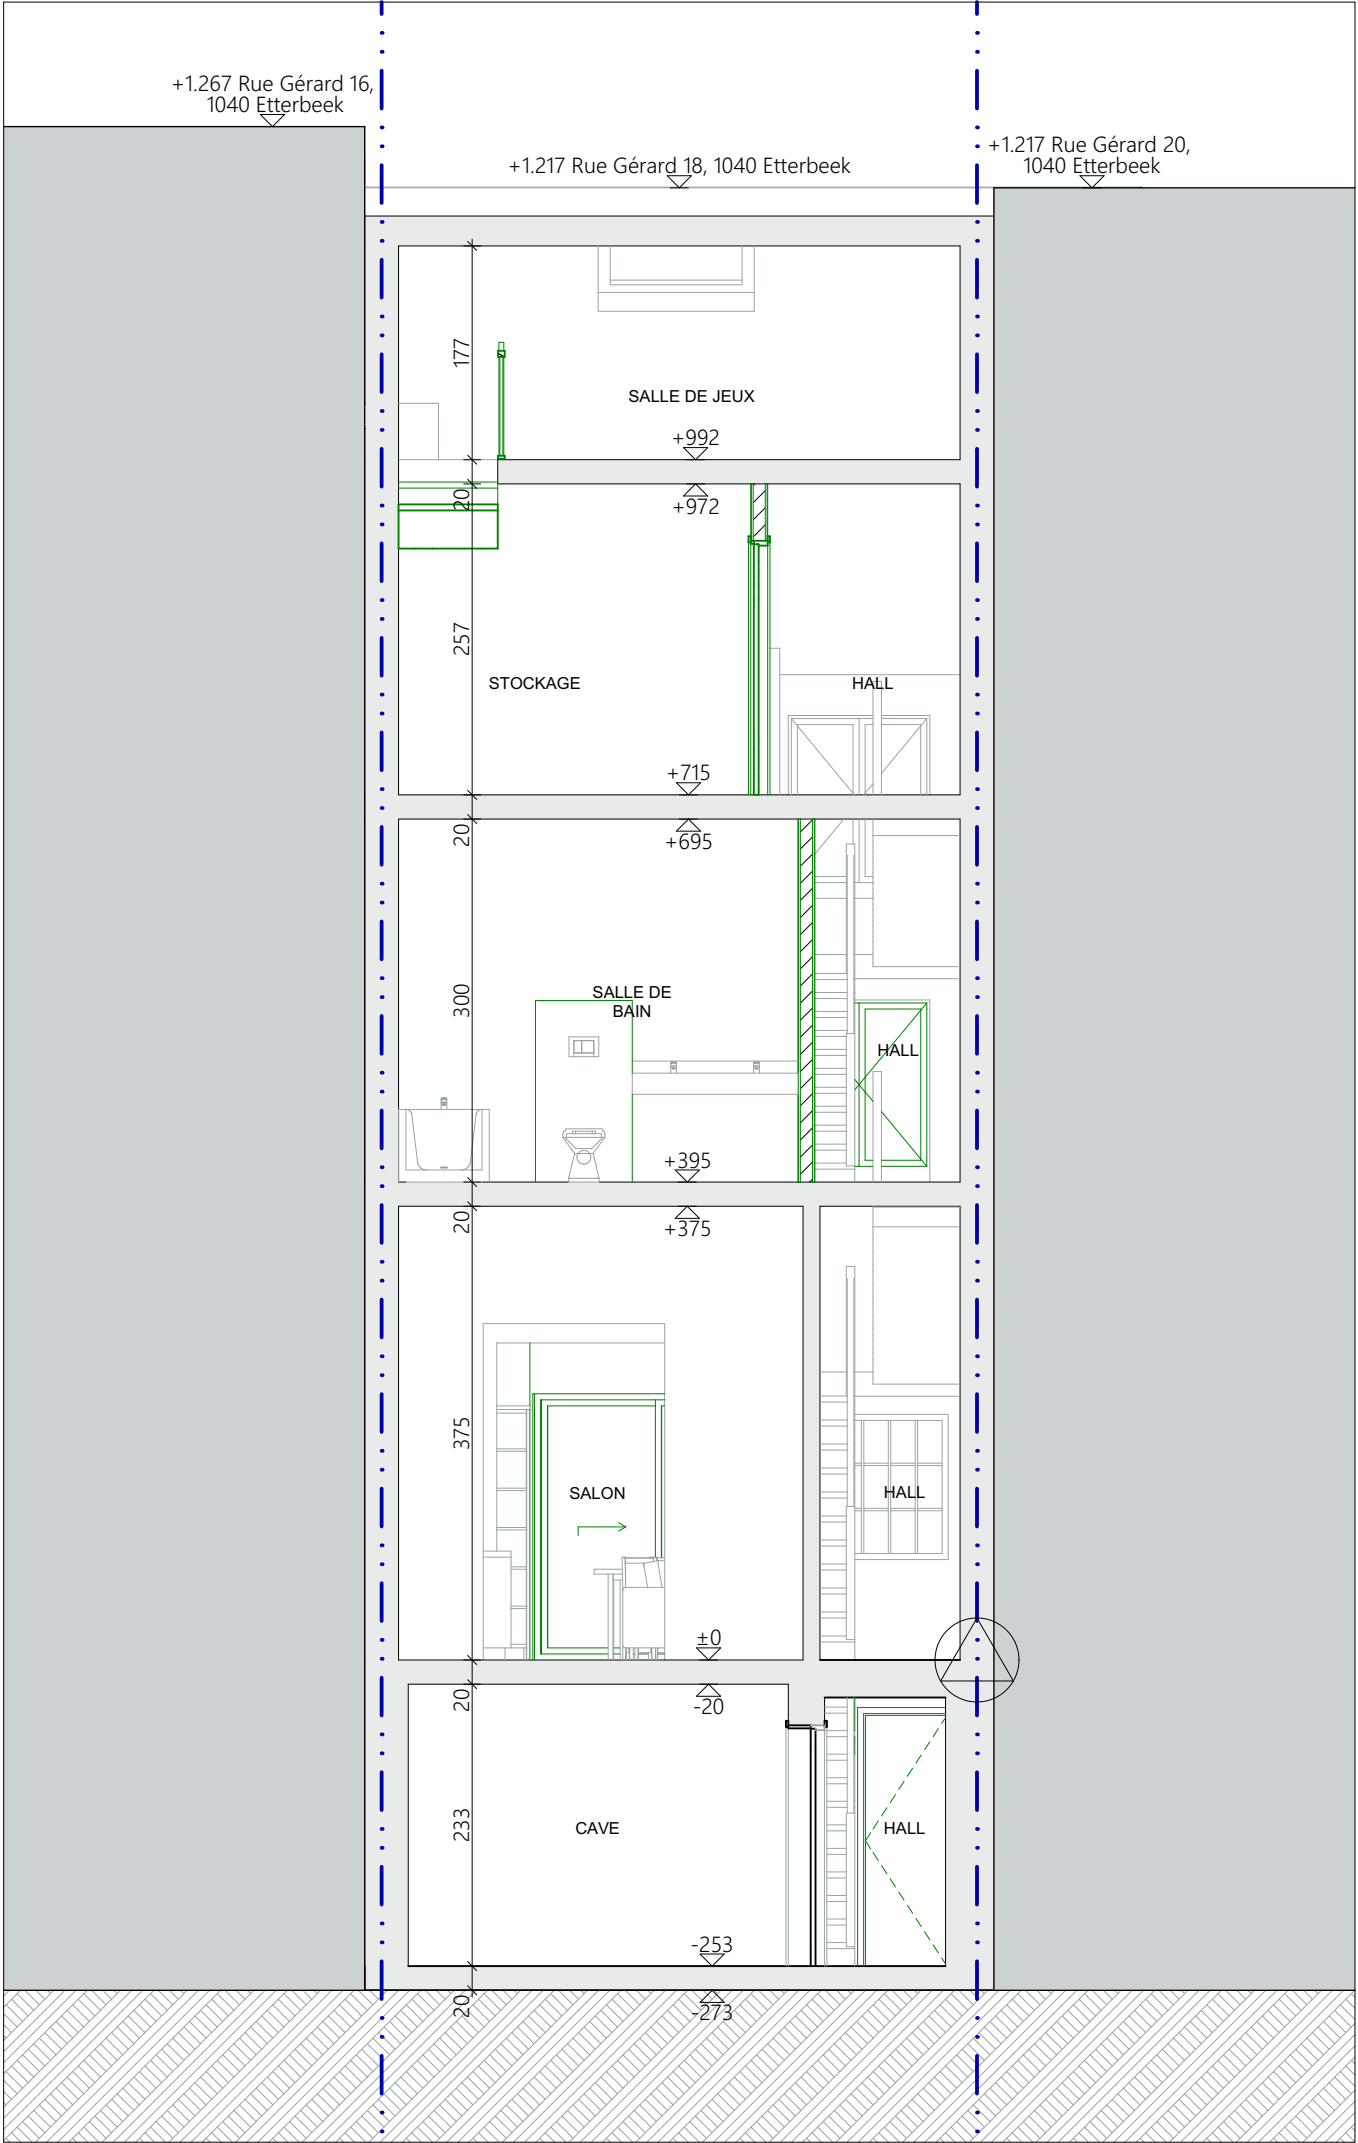 +1.267 Rue Gérard 16,
1040 Etterbeek
+1.217 Rue Gérard 18, 1040 Etterbeek
+1.217 Rue Gérard 20,
1040 Etterbeek
177
SALLE DE JEUX
+992
20
+972
257
STOCKAGE
HALL
+715
20
+695
300
SALLE DE
BAIN
HALL
+395
20
+375
375
SALON
HALL
±0
20
-20
233
CAVE
HALL
-253
20
-273